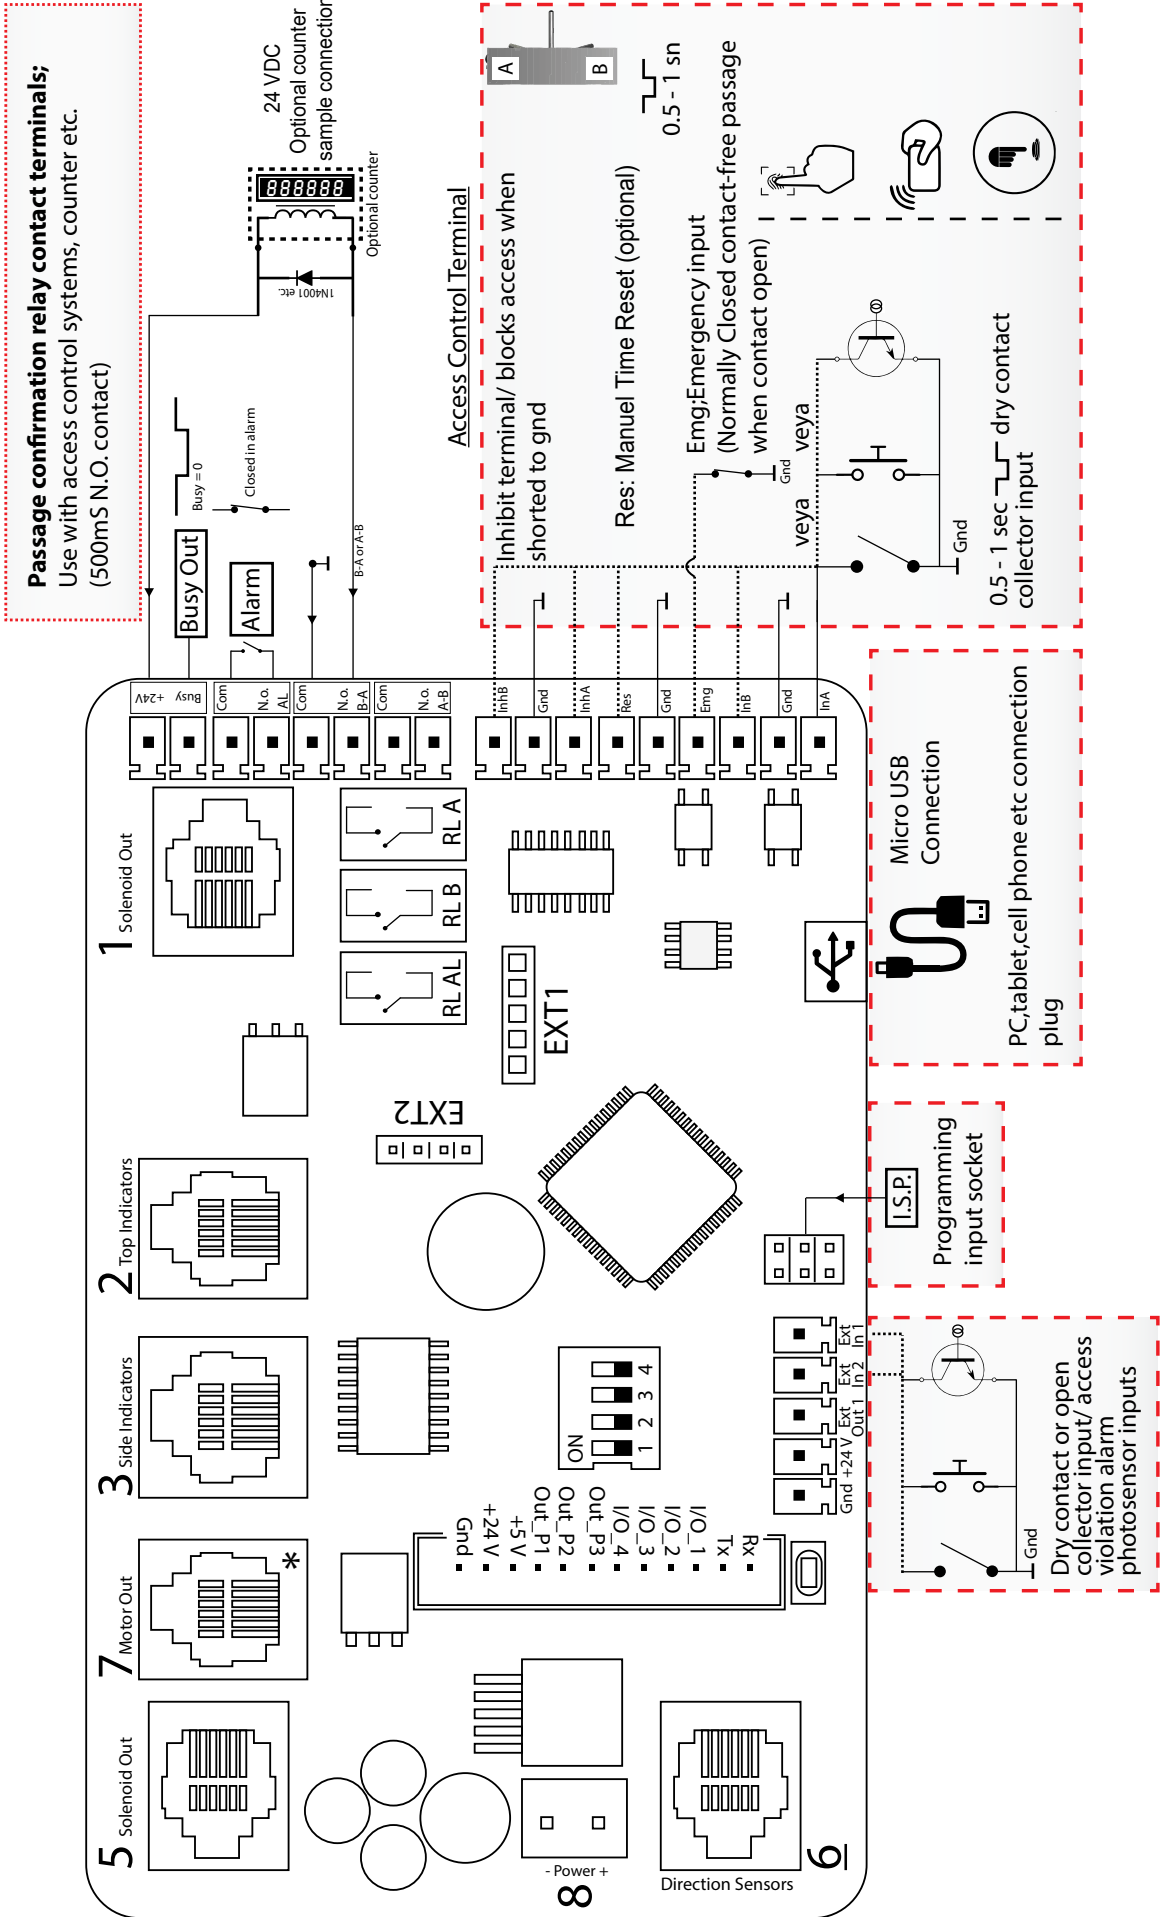 Passage confirmation relay contact terminals;
Use with access control systems, counter etc.
(500mS N.O. contact)
24 VDC
Optional counter
sample connection
888888
Optional counter
1N4001 etc.
Busy Out
Busy = 0
Alarm
Closed in alarm
B-A or A-B
+24V
Busy
Com
N.o.
AL
Com
N.o.
B-A
Com
N.o.
A-B
Access Control Terminal
A
B
Inhibit terminal/ blocks access when
shorted to gnd
0.5 - 1 sn
Res: Manuel Time Reset (optional)
Emg;Emergency input
(Normally Closed contact-free passage
when contact open)
Gnd
veya
veya
Gnd
0.5 - 1 sec dry contact
collector input
InhB
Gnd
InhA
Res
Gnd
Emg
InB
Gnd
InA
1 Solenoid Out
2 Top Indicators
3 Side Indicators
7 Motor Out
*
5 Solenoid Out
RL A
RL B
RL AL
EXT1
EXT2
ON
1 2 3 4
Gnd
+24 V
+5 V
Out_P1
Out_P2
Out_P3
I/O_4
I/O_3
I/O_2
I/O_1
Tx
Rx
- Power +
8
6
Direction Sensors
Gnd
+24 V
Ext
Out 1
Ext
In 2
Ext
In 1
Micro USB
Connection
PC,tablet,cell phone etc connection
plug
I.S.P.
Programming
input socket
Gnd
Dry contact or open
collector input/ access
violation alarm
photosensor inputs